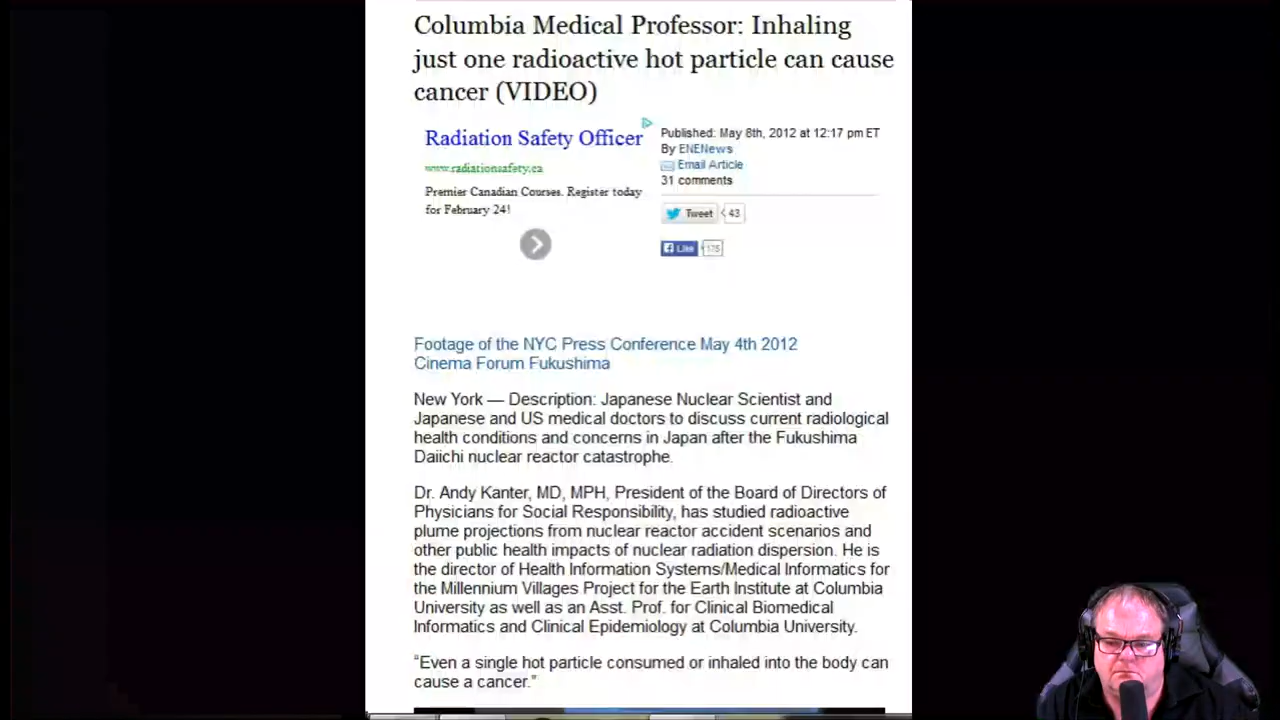 Columbia Medical Professor: Inhaling
just one radioactive hot particle can cause
cancer (VIDEO)
Radiation Safety Officer
www.radiationsafety.ca
Premier Canadian Courses. Register today
for February 24!
Published: May 6th, 2012 at 12:17 pm ET
By ENENews
Email Article
31 comments
Tweet
43
Like
Footage of the NYC Press Conference May 4th 2012
Cinema Forum Fukushima
New York — Description: Japanese Nuclear Scientist and
Japanese and US medical doctors to discuss current radiological
health conditions and concerns in Japan after the Fukushima
Daiichi nuclear reactor catastrophe.
Dr. Andy Kanter, MD, MPH, President of the Board of Directors of
Physicians for Social Responsibility, has studied radioactive
plume projections from nuclear reactor accident scenarios and
other public health impacts of nuclear radiation dispersion. He is
the director of Health Information Systems/Medical Informatics for
the Millennium Villages Project for the Earth Institute at Columbia
University as well as an Asst. Prof. for Clinical Biomedical
Informatics and Clinical Epidemiology at Columbia University.
“Even a single hot particle consumed or inhaled into the body can
cause a cancer.”